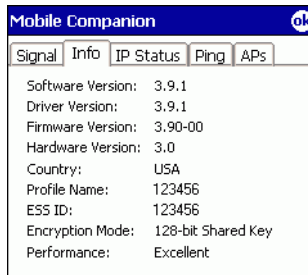 Mobile Companion ok
Signal Info IP Status Ping APs
Software Version: 3.9.1
Driver Version: 3.9.1
Firmware Version: 3.90-00
Hardware Version: 3.0
Country: USA
Profile Name: 123456
ESS ID: 123456
Encryption Mode: 128-bit Shared Key
Performance: Excellent